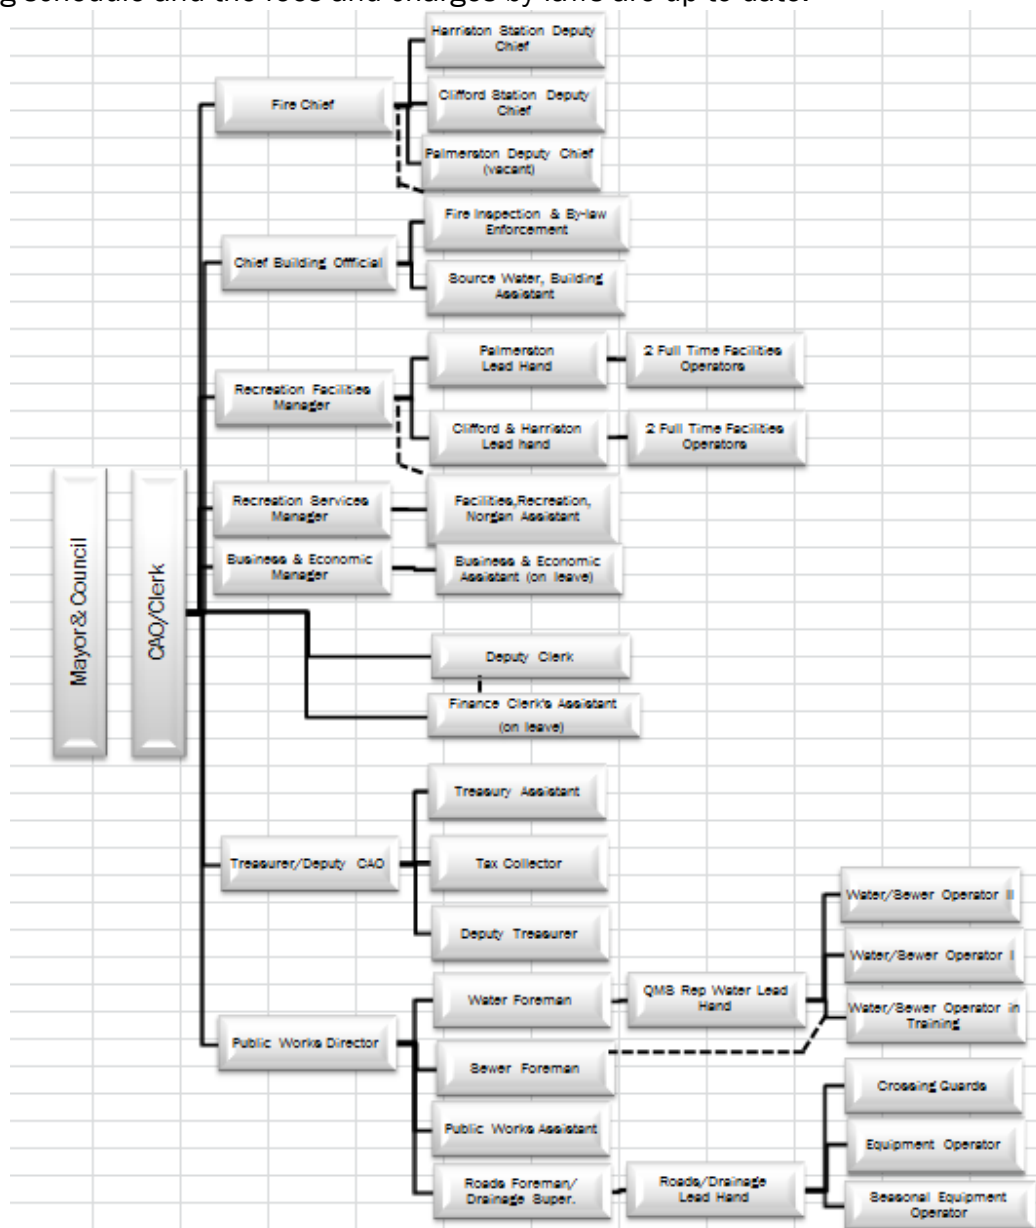 g schedule and the fees and charges by-laws are up to date.
Harriston Station Deputy
Chief
Fire Chief
Clifford Station Deputy
Chief
Palmerston Deputy Chief
(vacant)
Fire Inspection & By-law
Enforcement
Chief Building Offficial
Source Water, Building
Assistant
Palmerston
Lead Hand
2 Full Time Facilities
Operators
Recreation Facilities
Manager
Clifford & Harriston
Lead hand
2 Full Time Facilities
Operators
Mayor & Council
CAO/Clerk
Recreation Services
Manager
Facilities,Recreation,
Norgan Assistant
Business & Economic
Manager
Business & Economic
Assistant (on leave)
Deputy Clerk
Finance Clerk's Assistant
(on leave)
Treasury Assistant
Treasurer/Deputy CAO
Tax Collector
Deputy Treasurer
Water/Sewer Operator III
Water/Sewer Operator I
Water Foreman
QMS Rep Water Lead
Hand
Water/Sewer Operator in
Training
Public Works Director
Sewer Foreman
Crossing Guards
Public Works Assistant
Equipment Operator
Roads Foreman/
Drainage Super.
Roads/Drainage
Lead Hand
Seasonal Equipment
Operator